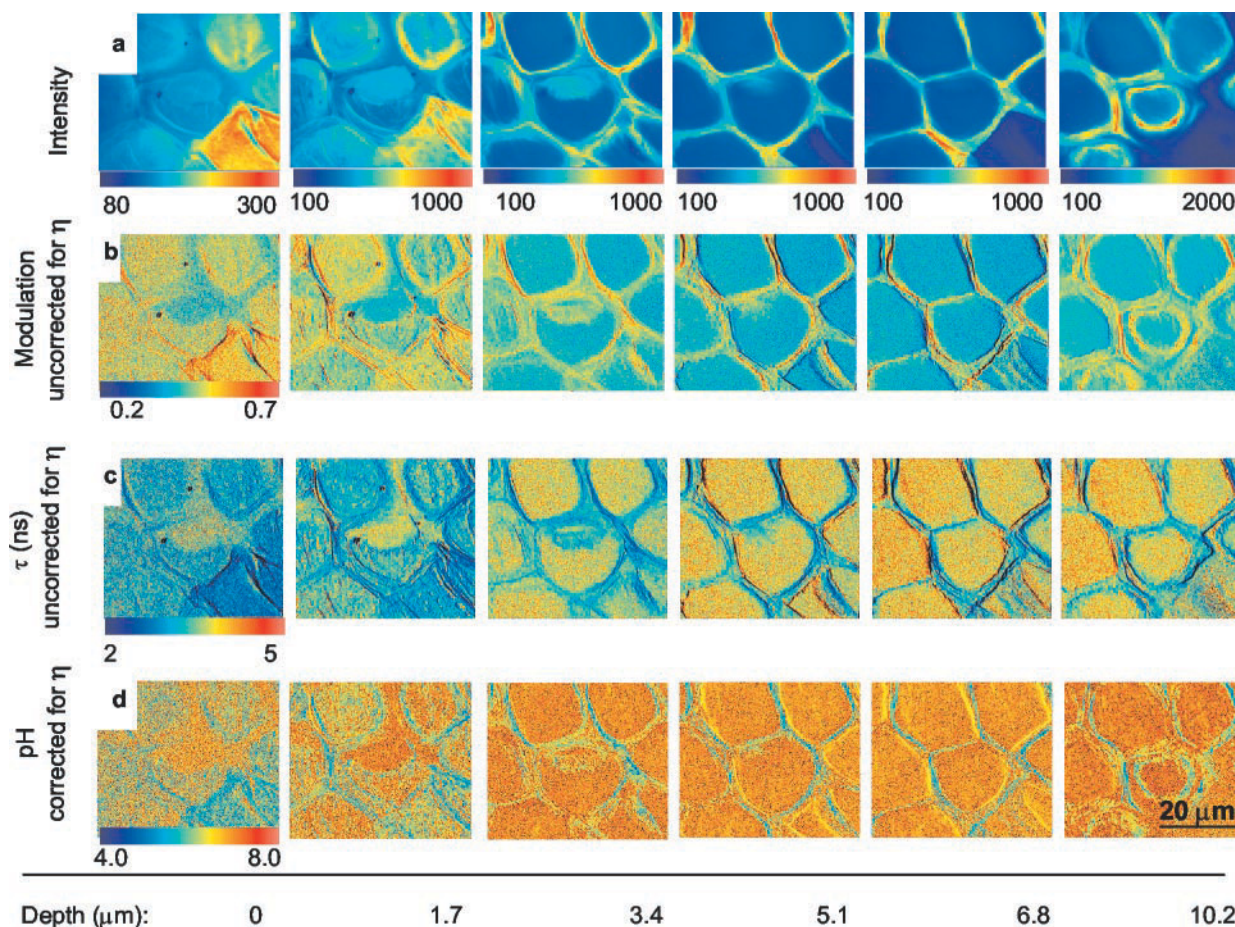 a
Intensity
80 300 100 1000 100 1000 100 1000 100 1000 100 2000
b
Modulation
uncorrected for η
0.2 0.7
c
τ (ns)
uncorrected for η
2 5
d
pH
corrected for η
4.0 8.0
20 μm
Depth (μm): 0 1.7 3.4 5.1 6.8 10.2